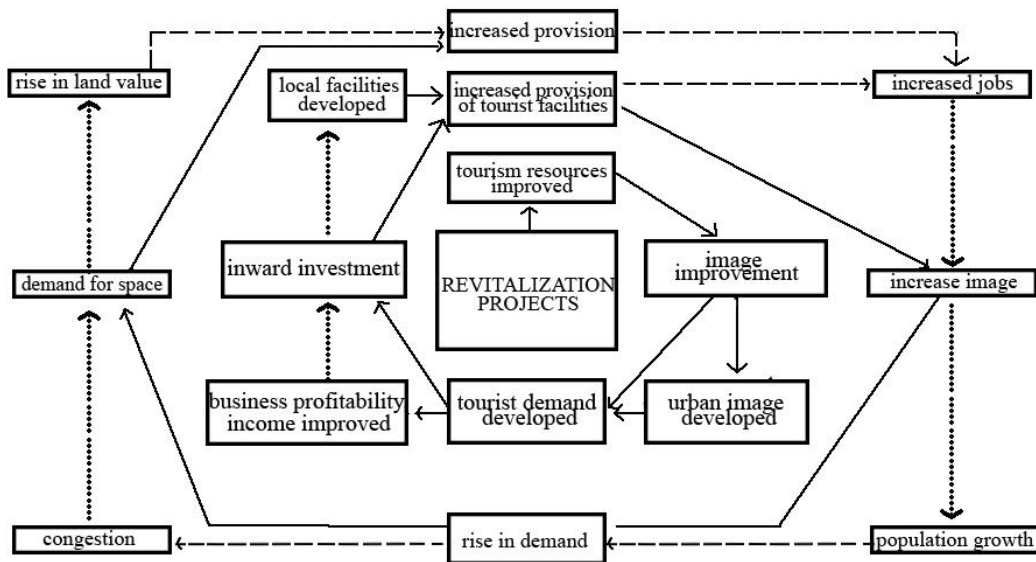 increased provision
rise in land value
local facilities
developed
increased provision
of tourist facilities
increased jobs
tourism resources
improved
inward investment
REVITALIZATION
PROJECTS
image
improvement
demand for space
increase image
business profitability
income improved
tourist demand
developed
urban image
developed
congestion
rise in demand
population growth